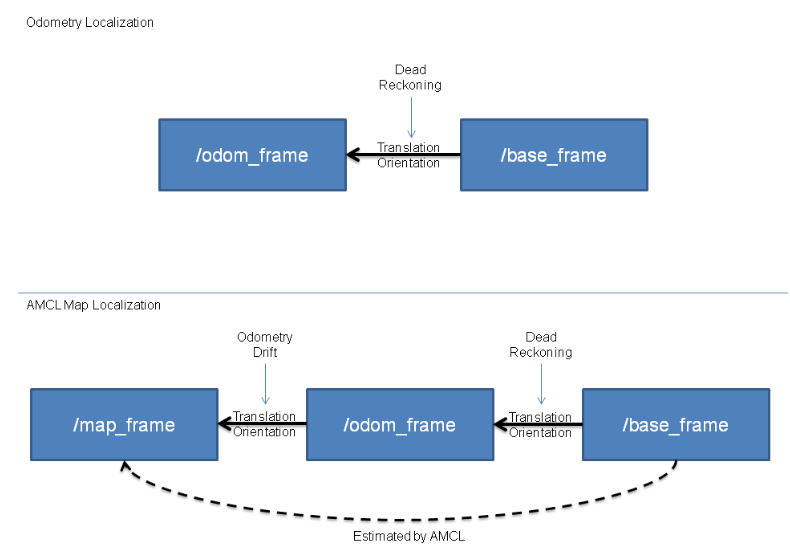 Odometry Localization
Dead
Reckoning
/odom_frame
Translation
Orientation
/base_frame
AMCL Map Localization
Odometry
Drift
Dead
Reckoning
/map_frame
Translation
Orientation
/odom_frame
Translation
Orientation
/base_frame
Estimated by AMCL